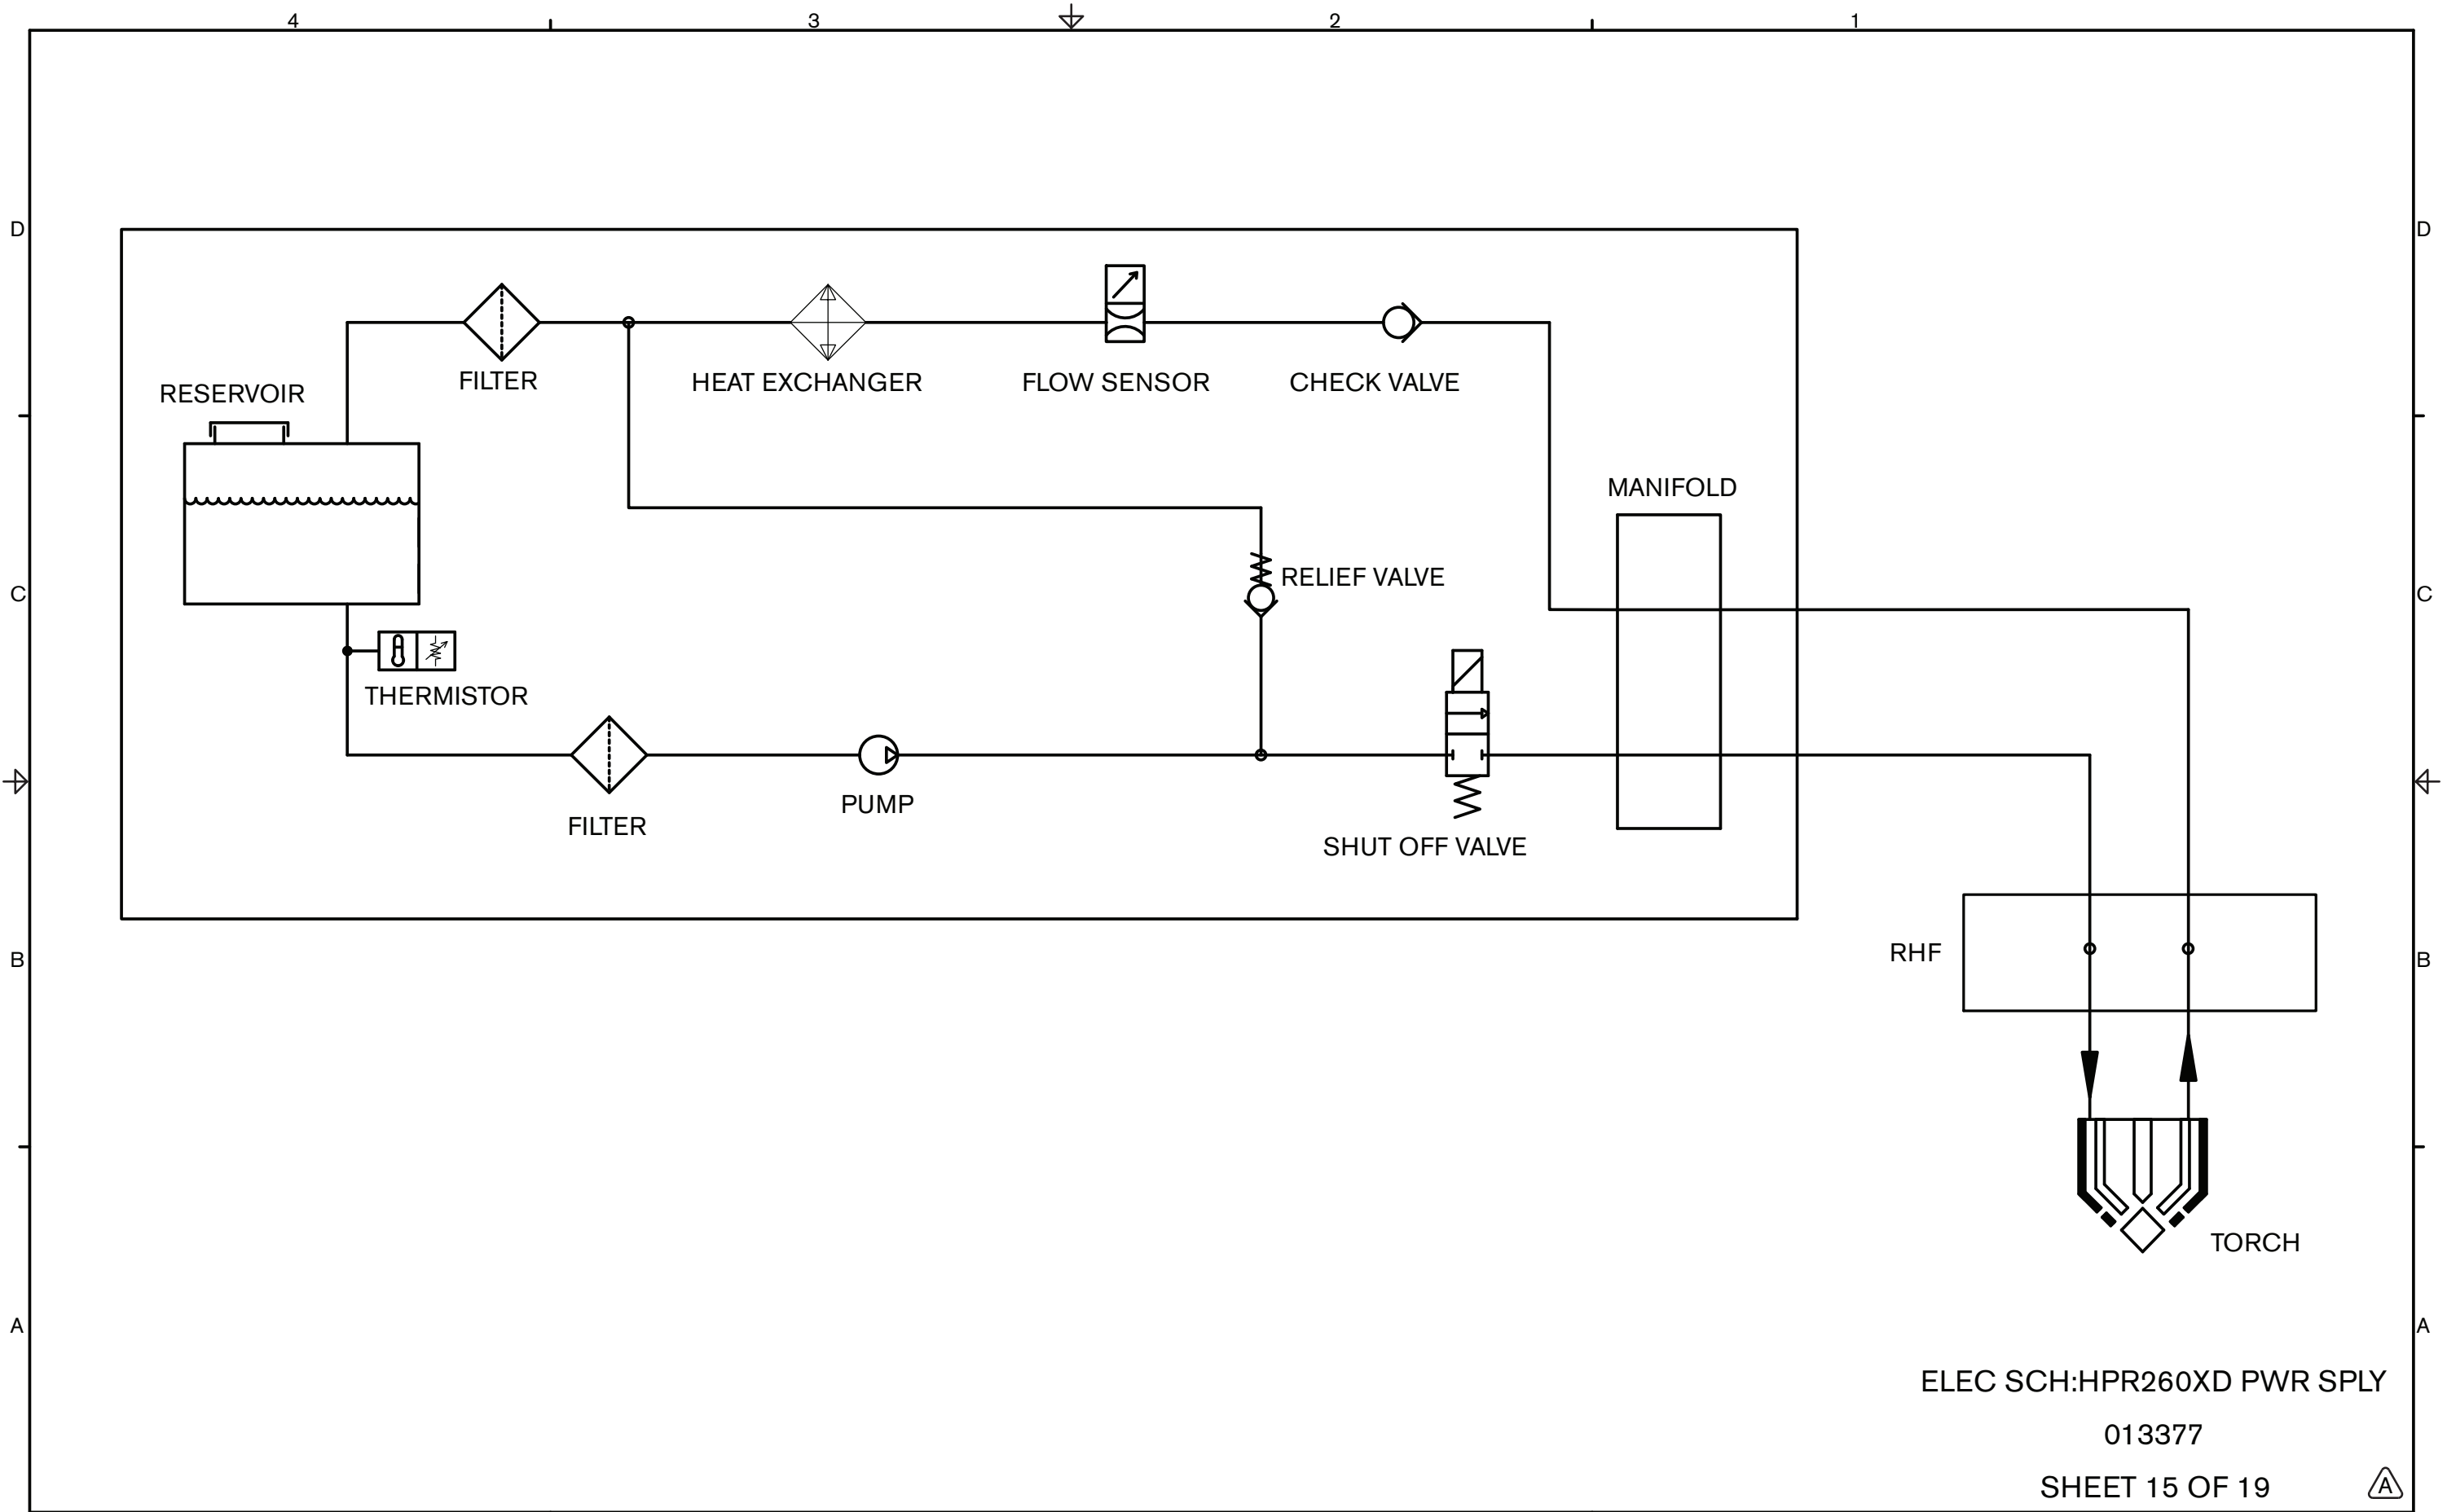 4 3 2 1
D D
FILTER HEAT EXCHANGER FLOW SENSOR CHECK VALVE
RESERVOIR
MANIFOLD
RELIEF VALVE
C C
THERMISTOR
PUMP
FILTER
SHUT OFF VALVE
RHF
B B
TORCH
A A
ELEC SCH:HPR260XD PWR SPLY
013377
SHEET 15 OF 19
A